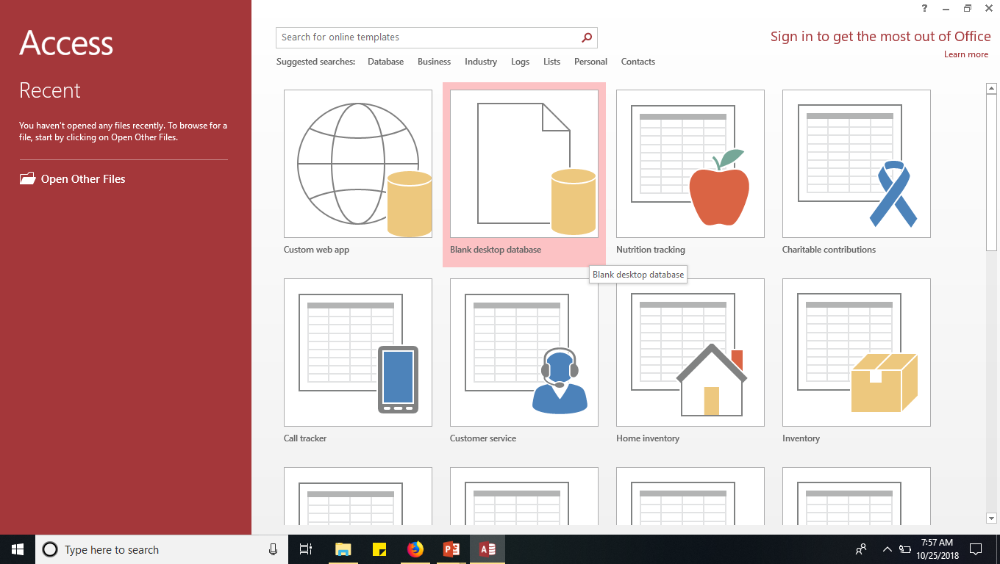 ?
Access
Recent
You haven't opened any files recently. To browse for a
file, start by clicking on Open Other Files.
Open Other Files
Search for online templates
Sign in to get the most out of Office
Learn more
Suggested searches: Database Business Industry Logs Lists Personal Contacts
Custom web app
Blank desktop database
Nutrition tracking
Charitable contributions
Blank desktop database
Call tracker
Customer service
Home inventory
Inventory
Type here to search
7:57 AM
10/25/2018